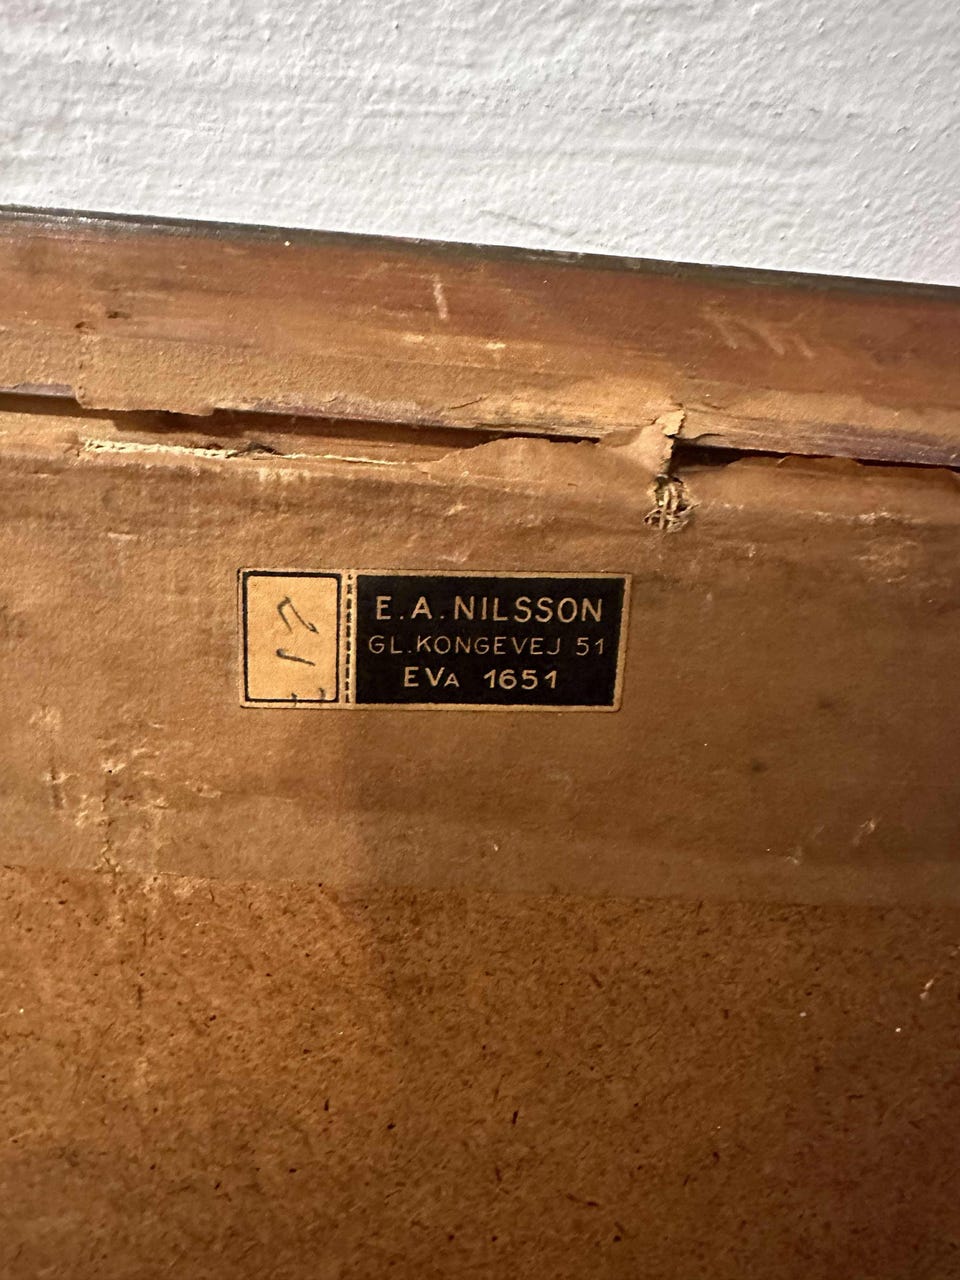 E.A.NILSSON
GL.KONGEVEJ 51
EVA 1651